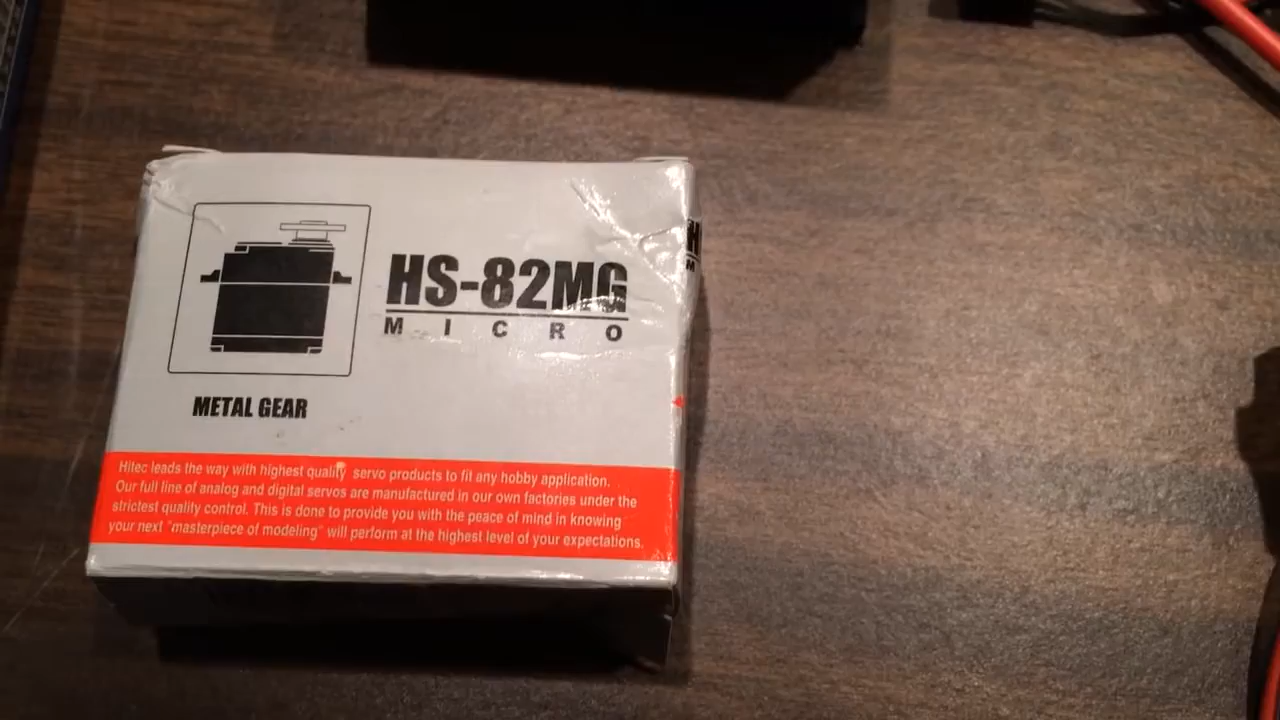 HS-82MG
MICRO
METAL GEAR
Hitec leads the way with highest quality servo products to fit any hobby application.
Our full line of analog and digital servos are manufactured in our own factories under the
strictest quality control. This is done to provide you with the peace of mind in knowing
your next "masterpiece of modeling" will perform at the highest level of your expectations.
H
M